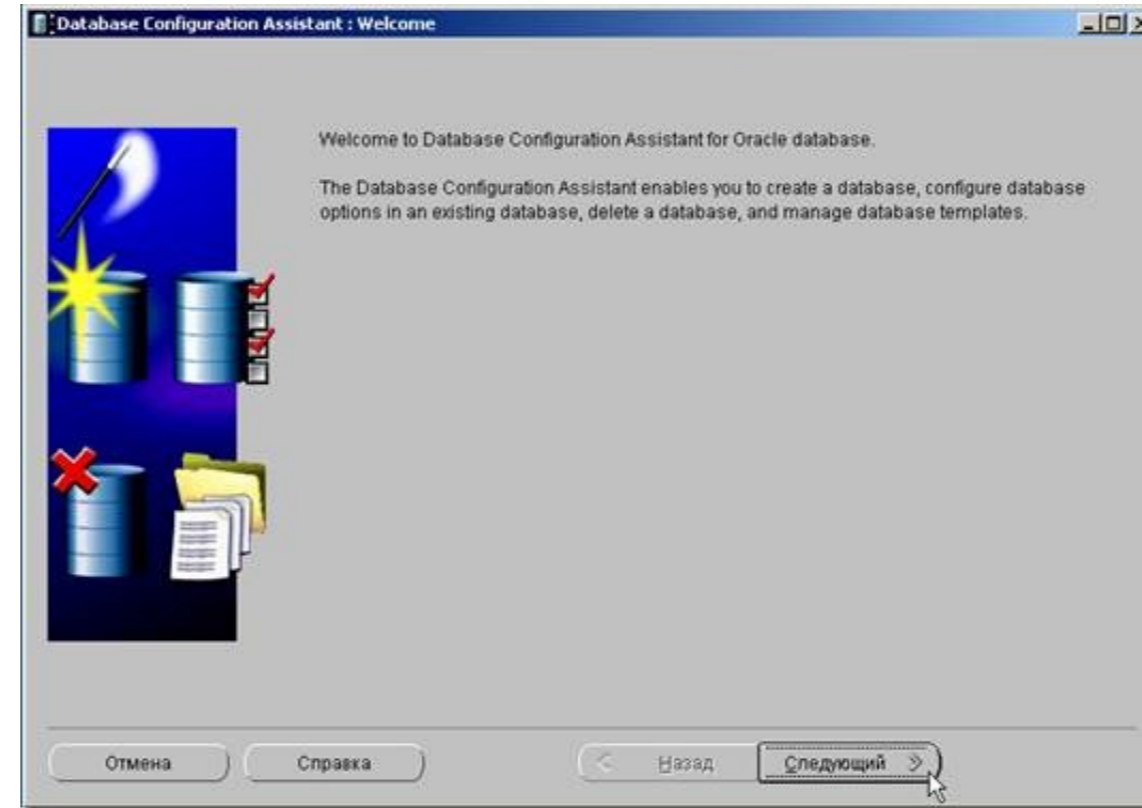 Database Configuration Assistant : Welcome
Welcome to Database Configuration Assistant for Oracle database.
The Database Configuration Assistant enables you to create a database, configure database
options in an existing database, delete a database, and manage database templates.
Отмена
Справка
Назад
Следующий